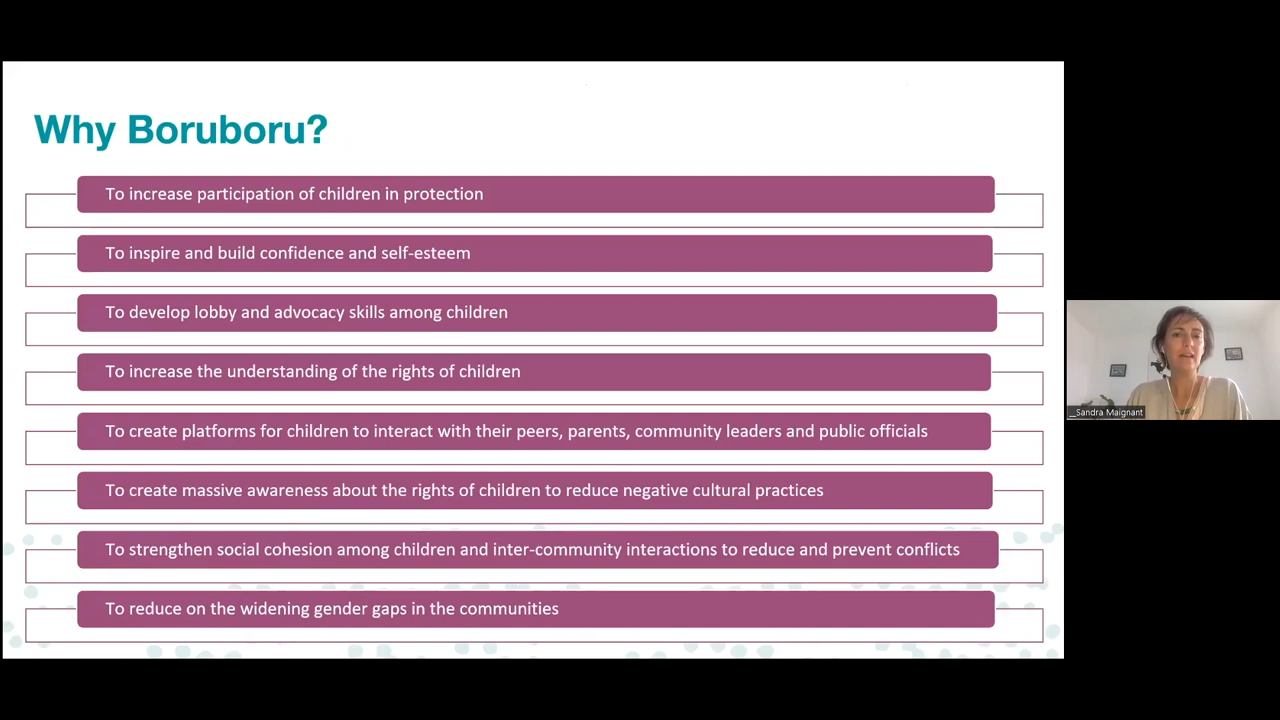 Why Boruboru?
To increase participation of children in protection
To inspire and build confidence and self-esteem
To develop lobby and advocacy skills among children
To increase the understanding of the rights of children
To create platforms for children to interact with their peers, parents, community leaders and public officials
To create massive awareness about the rights of children to reduce negative cultural practices
To strengthen social cohesion among children and inter-community interactions to reduce and prevent conflicts
To reduce on the widening gender gaps in the communities
__Sandra Maignant